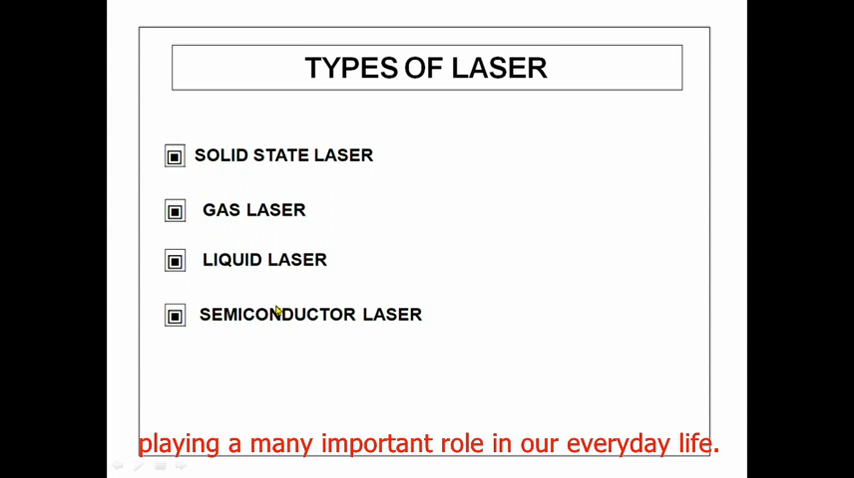 TYPES OF LASER
SOLID STATE LASER
GAS LASER
LIQUID LASER
SEMICONDUCTOR LASER
playing a many important role in our everyday life.